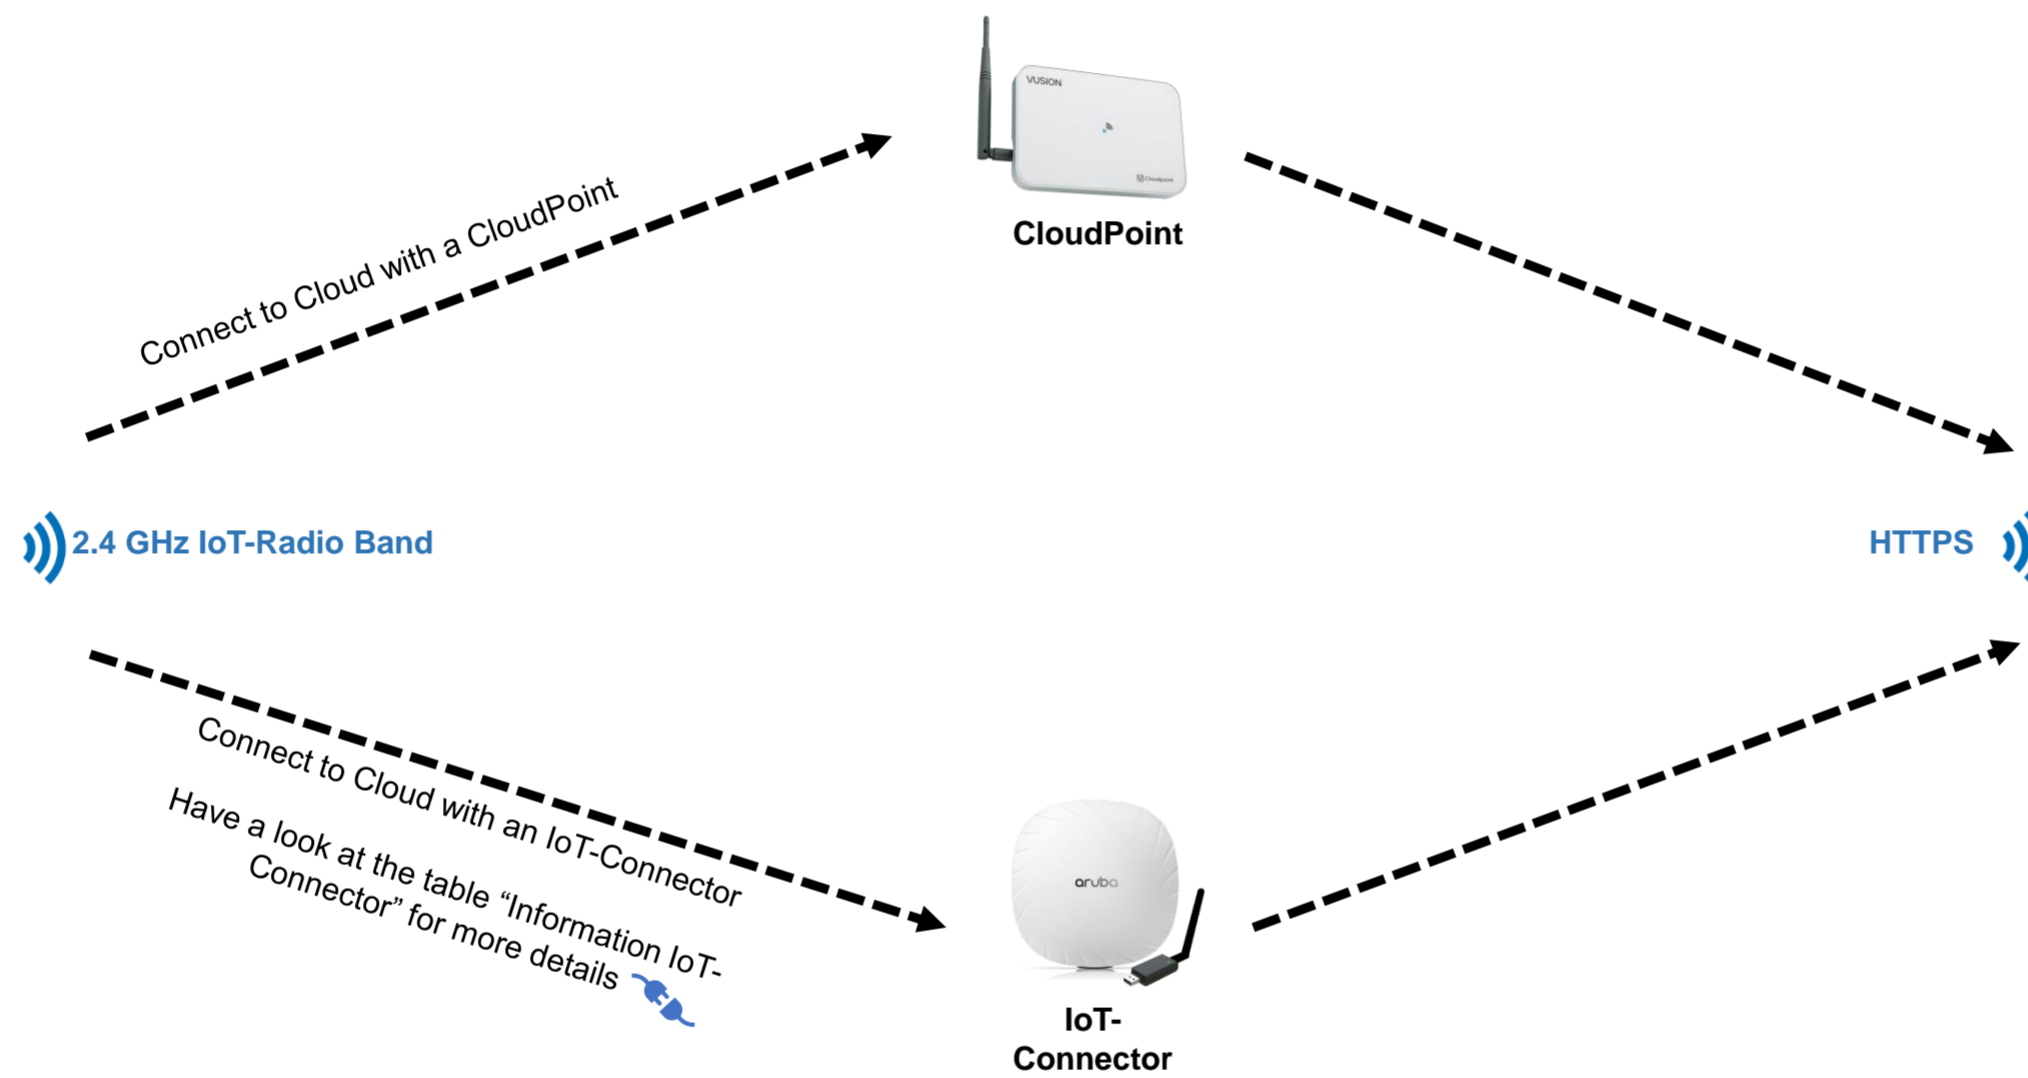 VUSION
Cloudpoint
CloudPoint
Connect to Cloud with a CloudPoint
2.4 GHz IoT-Radio Band
HTTPS
Connect to Cloud with an IoT-Connector
Have a look at the table “Information IoT-
Connector” for more details
aruba
IoT-
Connector